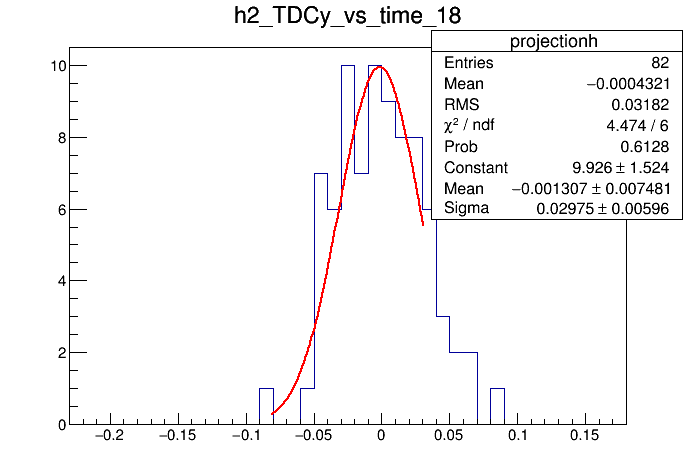 h2_TDCy_vs_time_18
projectionh
Entries 82
Mean −0.0004321
RMS 0.03182
χ² / ndf 4.474 / 6
Prob 0.6128
Constant 9.926 ± 1.524
Mean −0.001307 ± 0.007481
Sigma 0.02975 ± 0.00596
10
8
6
4
2
0
−0.2 −0.15 −0.1 −0.05 0 0.05 0.1 0.15